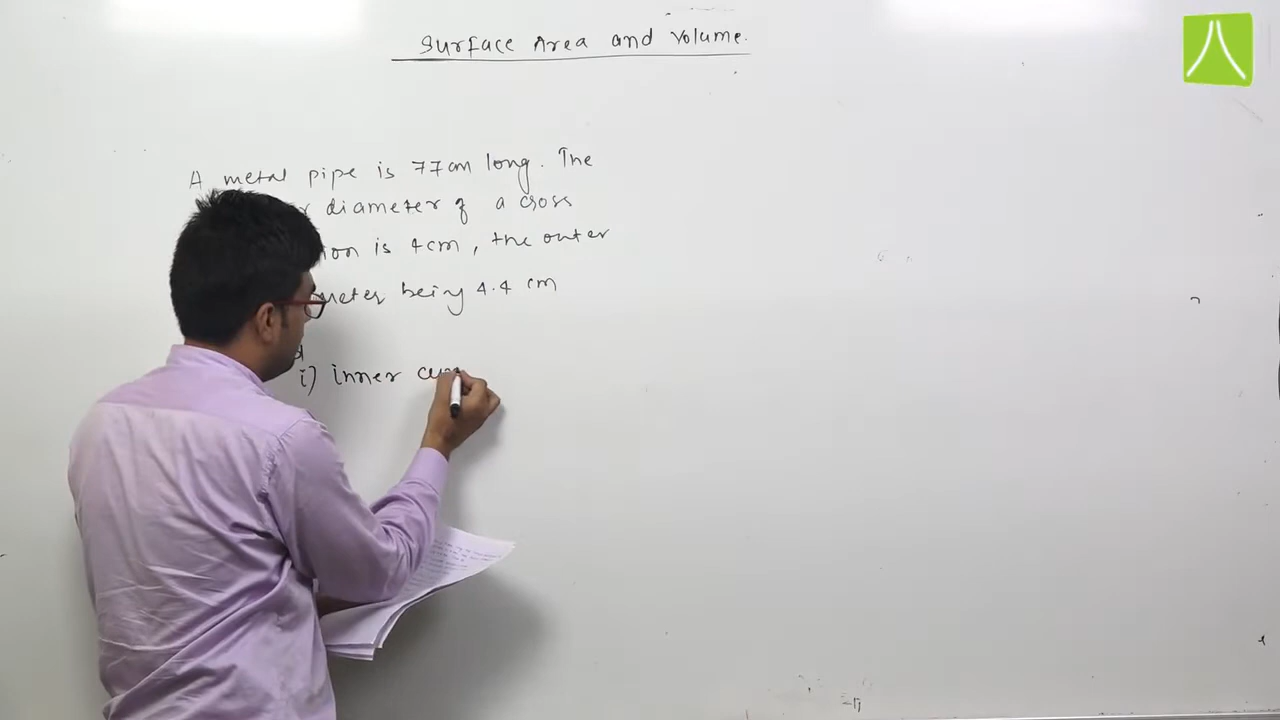 Surface Area and Volume.
A metal pipe is 77cm long. The
diameter of a cross
is 4cm, the outer
being 4.4 cm
i) inner